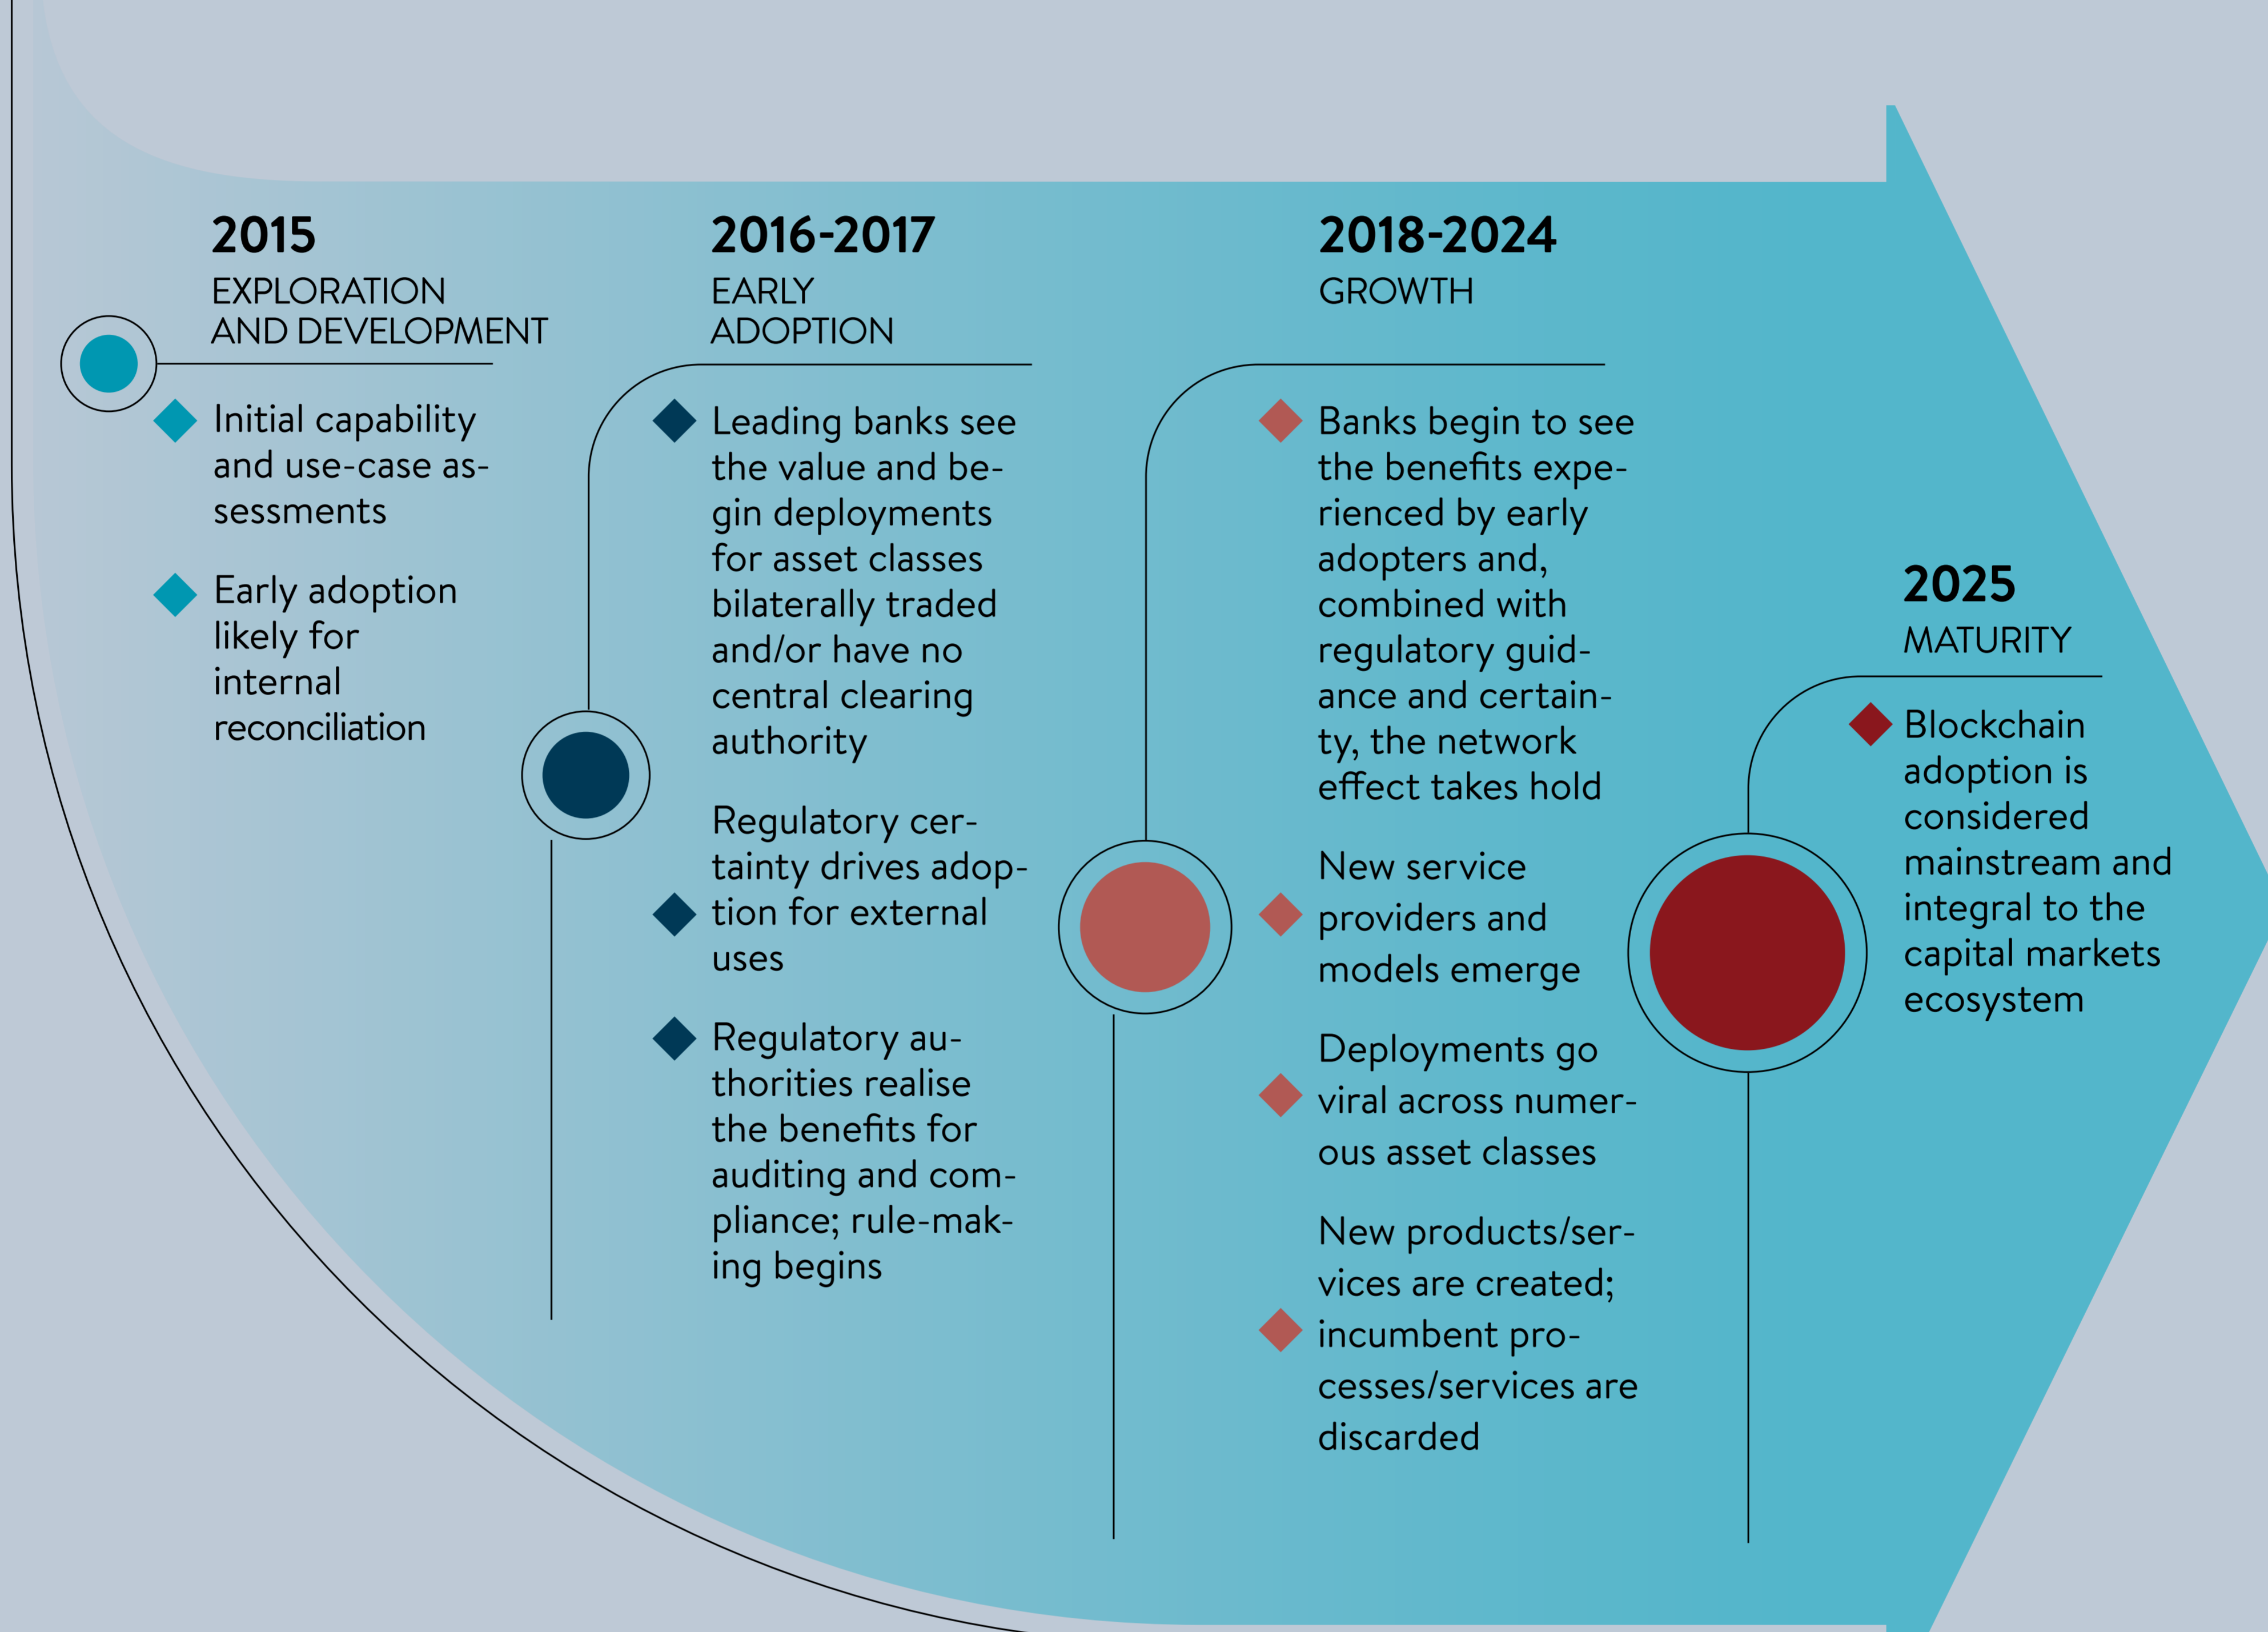 2015
EXPLORATION
AND DEVELOPMENT
Initial capability
and use-case as-
sessments
Early adoption
likely for
internal
reconciliation
2016-2017
EARLY
ADOPTION
Leading banks see
the value and be-
gin deployments
for asset classes
bilaterally traded
and/or have no
central clearing
authority
Regulatory cer-
tainty drives adop-
tion for external
uses
Regulatory au-
thorities realise
the benefits for
auditing and com-
pliance; rule-mak-
ing begins
2018-2024
GROWTH
Banks begin to see
the benefits expe-
rienced by early
adopters and,
combined with
regulatory guid-
ance and certain-
ty, the network
effect takes hold
New service
providers and
models emerge
Deployments go
viral across numer-
ous asset classes
New products/ser-
vices are created;
incumbent pro-
cesses/services are
discarded
2025
MATURITY
Blockchain
adoption is
considered
mainstream and
integral to the
capital markets
ecosystem